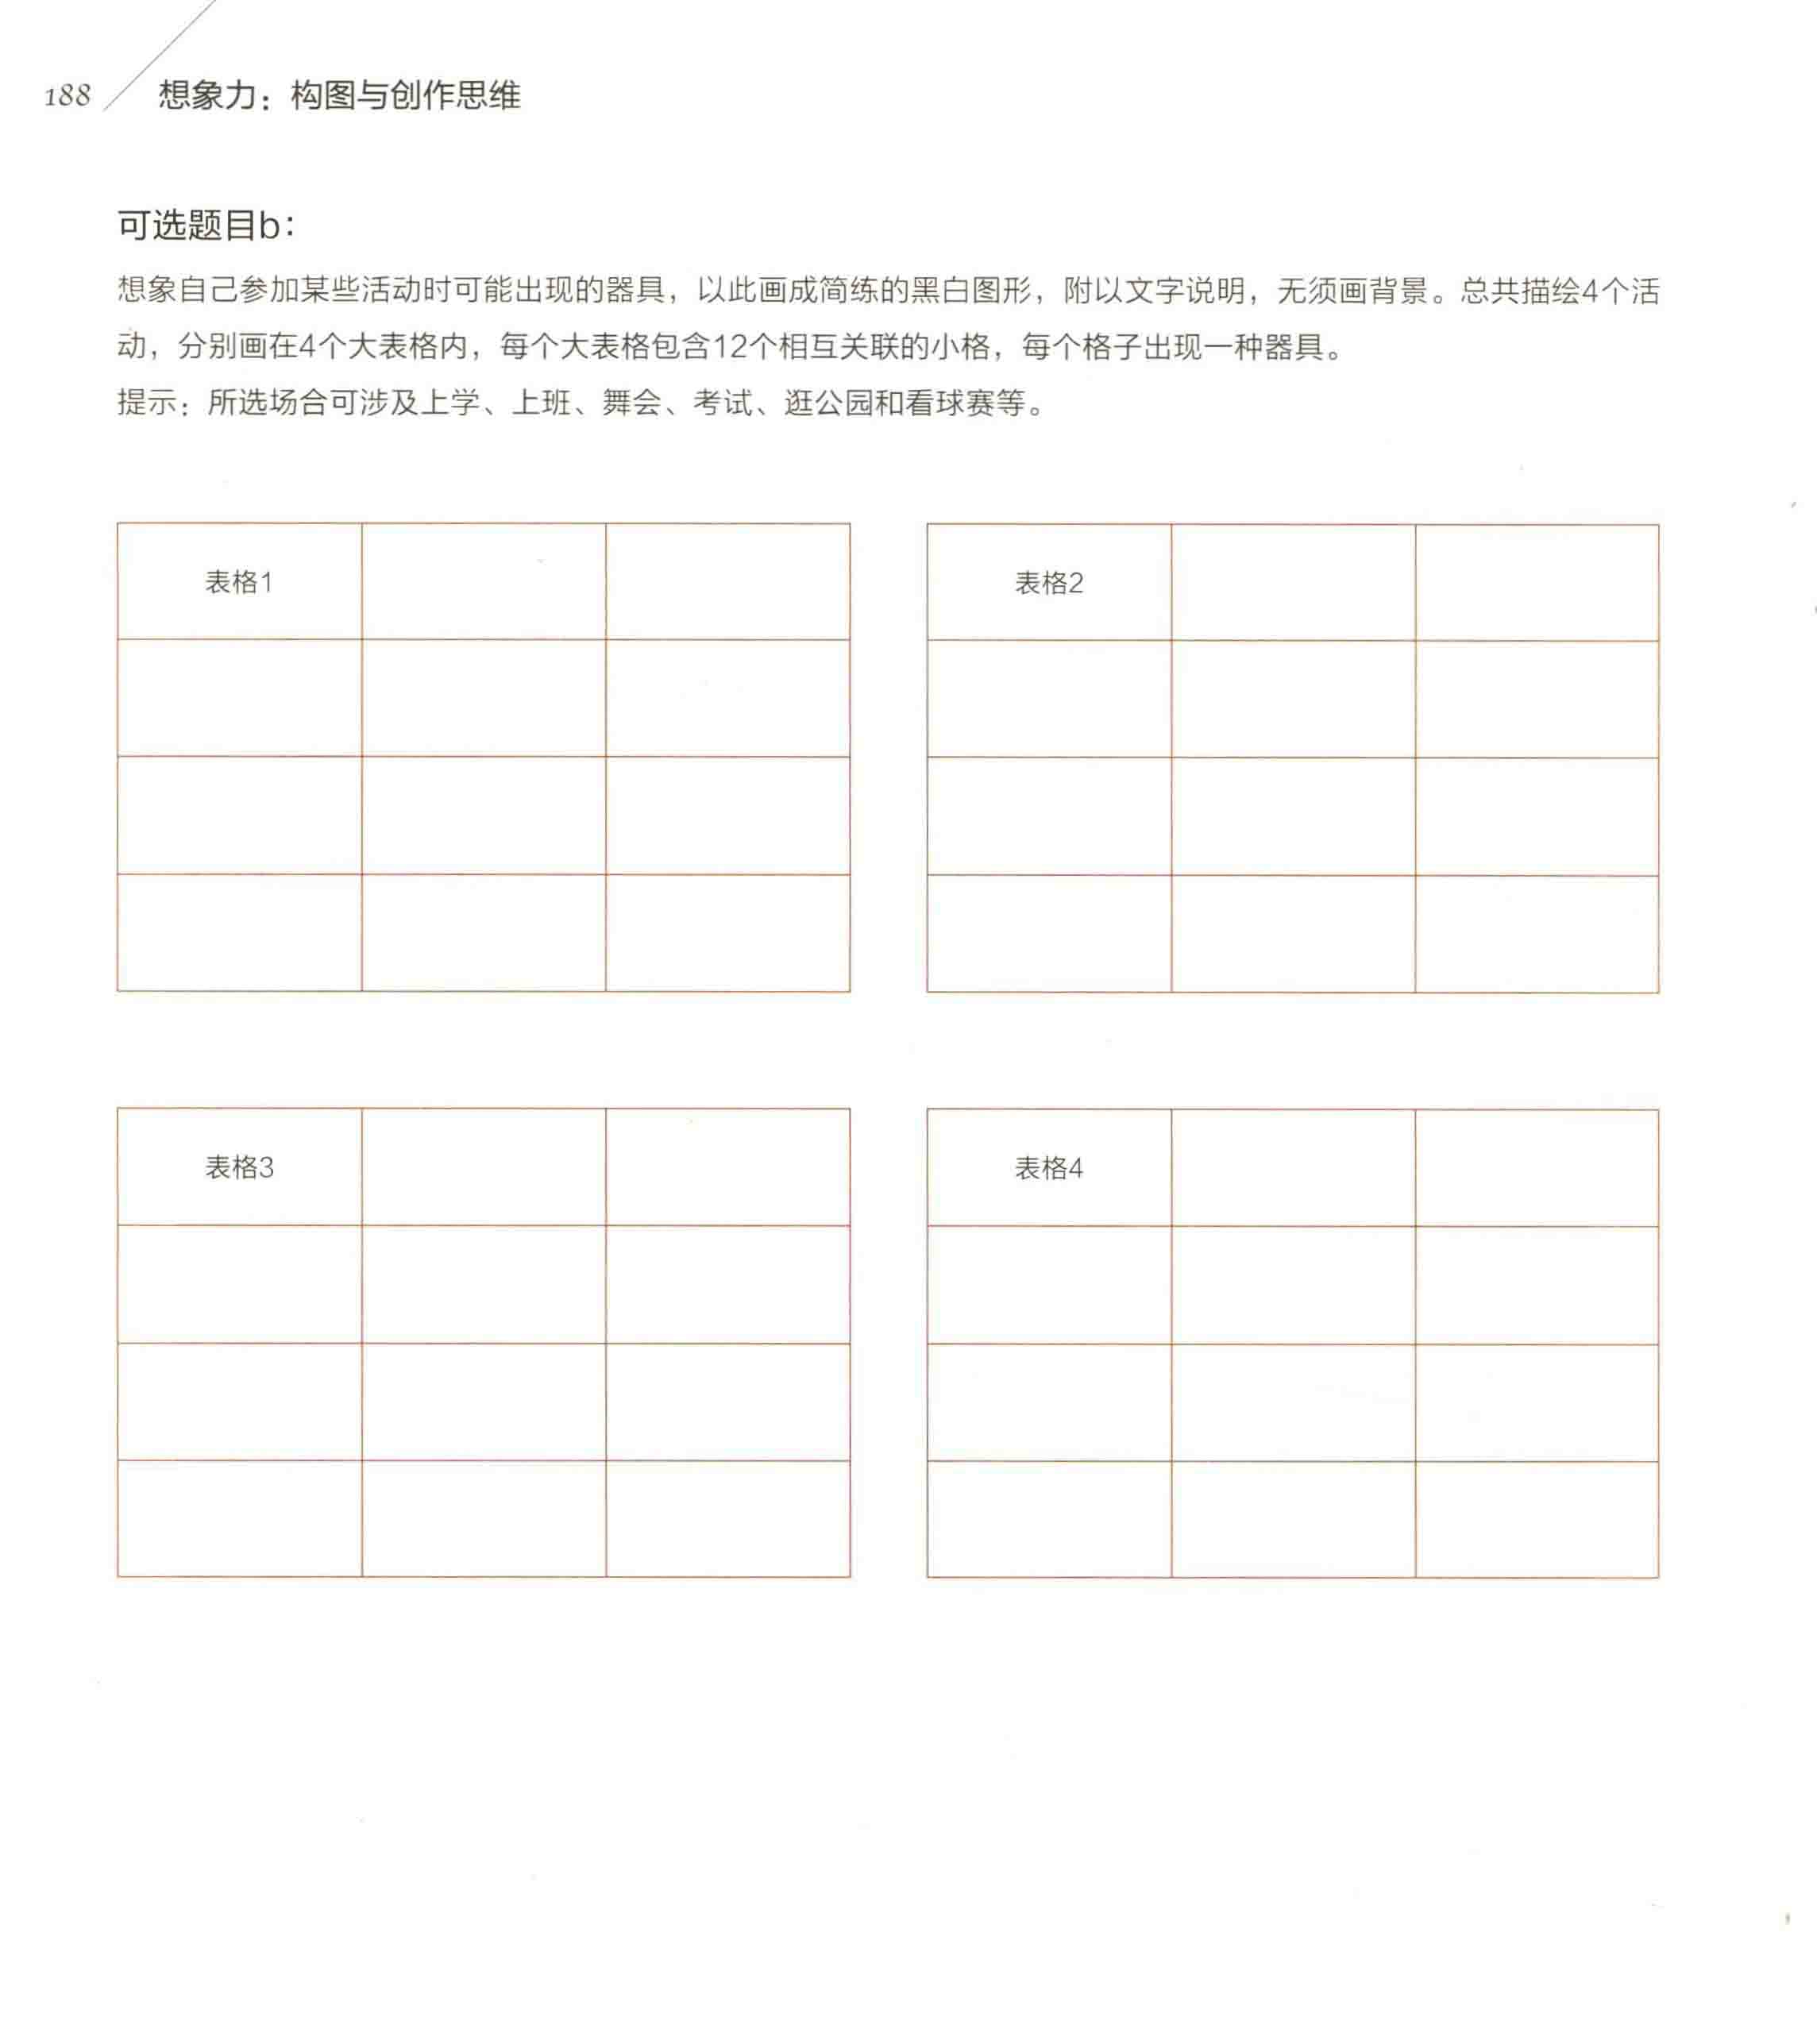 188
想象力：构图与创作思维
可选题目b：
想象自己参加某些活动时可能出现的器具，以此画成简练的黑白图形，附以文字说明，无须画背景。总共描绘4个活
动，分别画在4个大表格内，每个大表格包含12个相互关联的小格，每个格子出现一种器具。
提示：所选场合可涉及上学、上班、舞会、考试、逛公园和看球赛等。
表格1
表格2
表格3
表格4